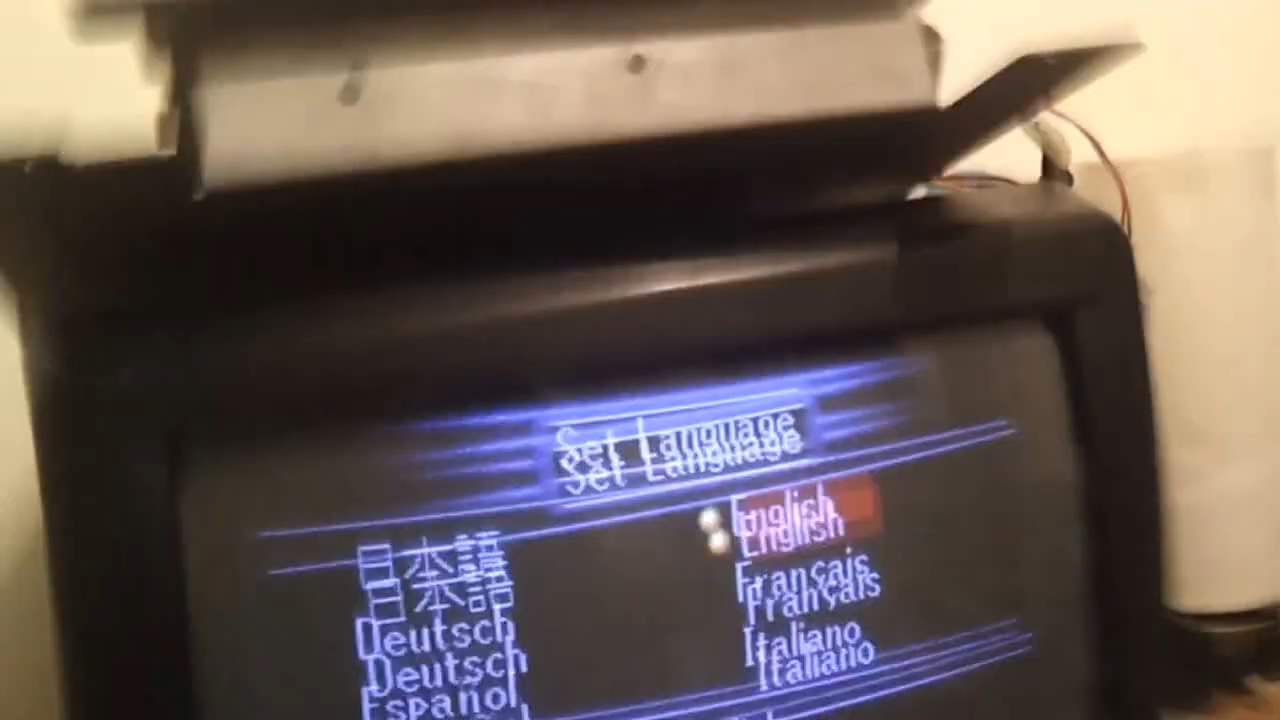 Set Language
日本語 English
Deutsch Français
Español Italiano